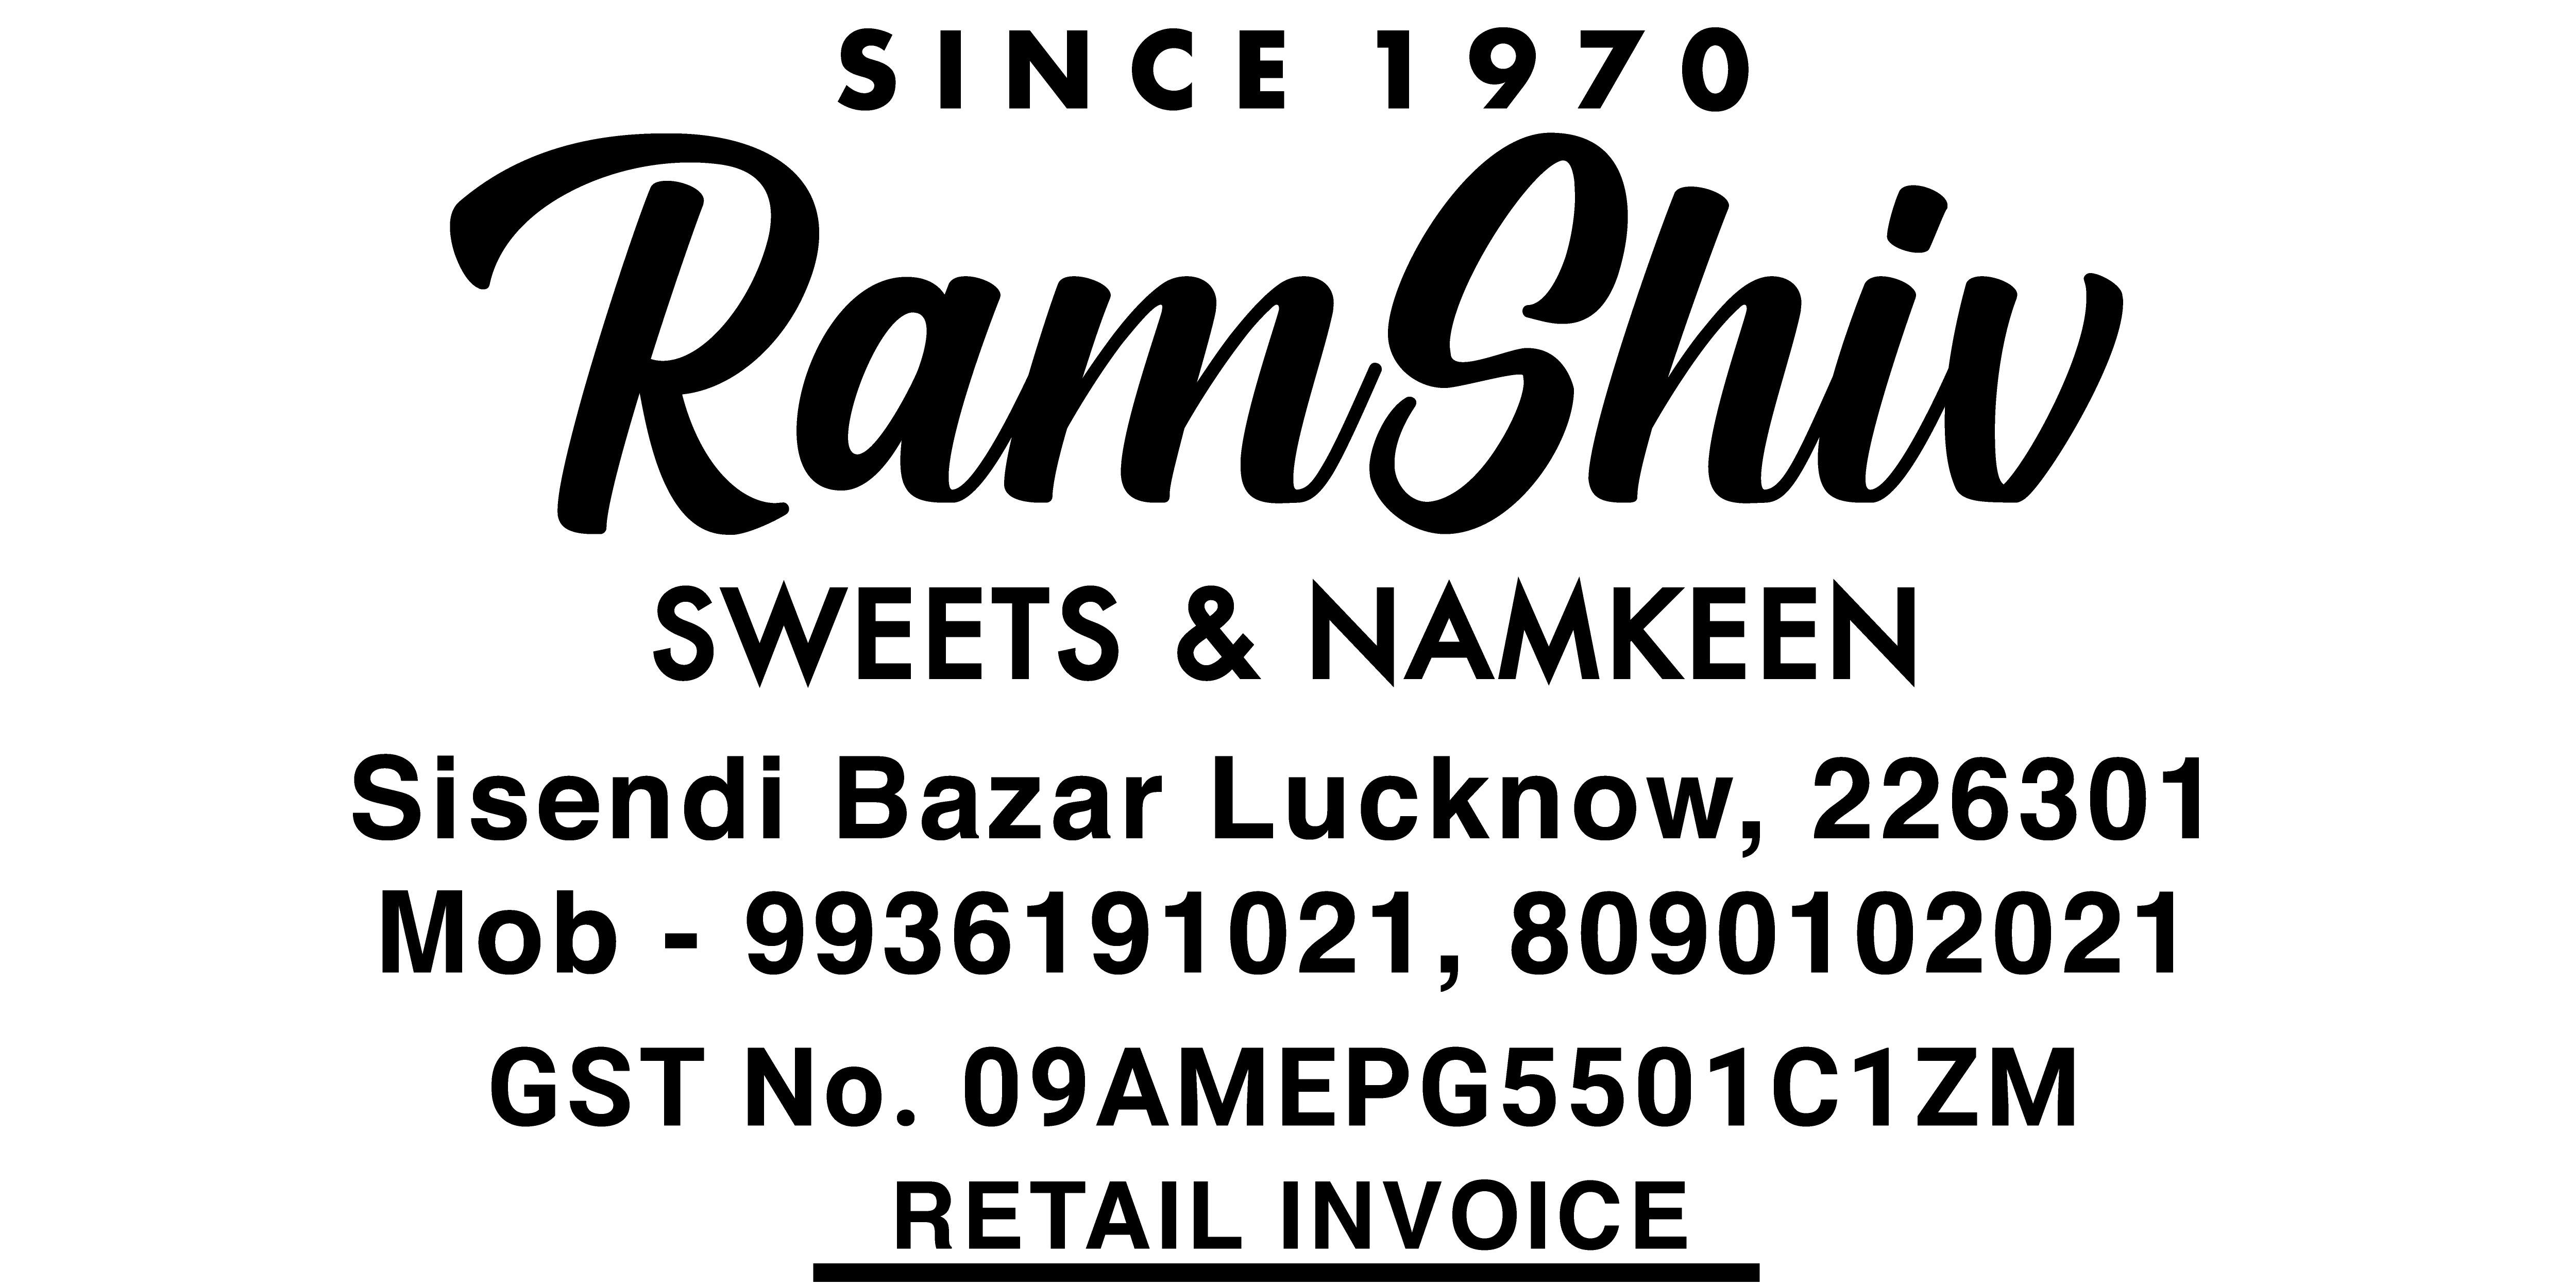 SINCE 1970
RamShiv
SWEETS & NAMKEEN
Sisendi Bazar Lucknow, 226301
Mob - 9936191021, 8090102021
GST No. 09AMEPG5501C1ZM
RETAIL INVOICE